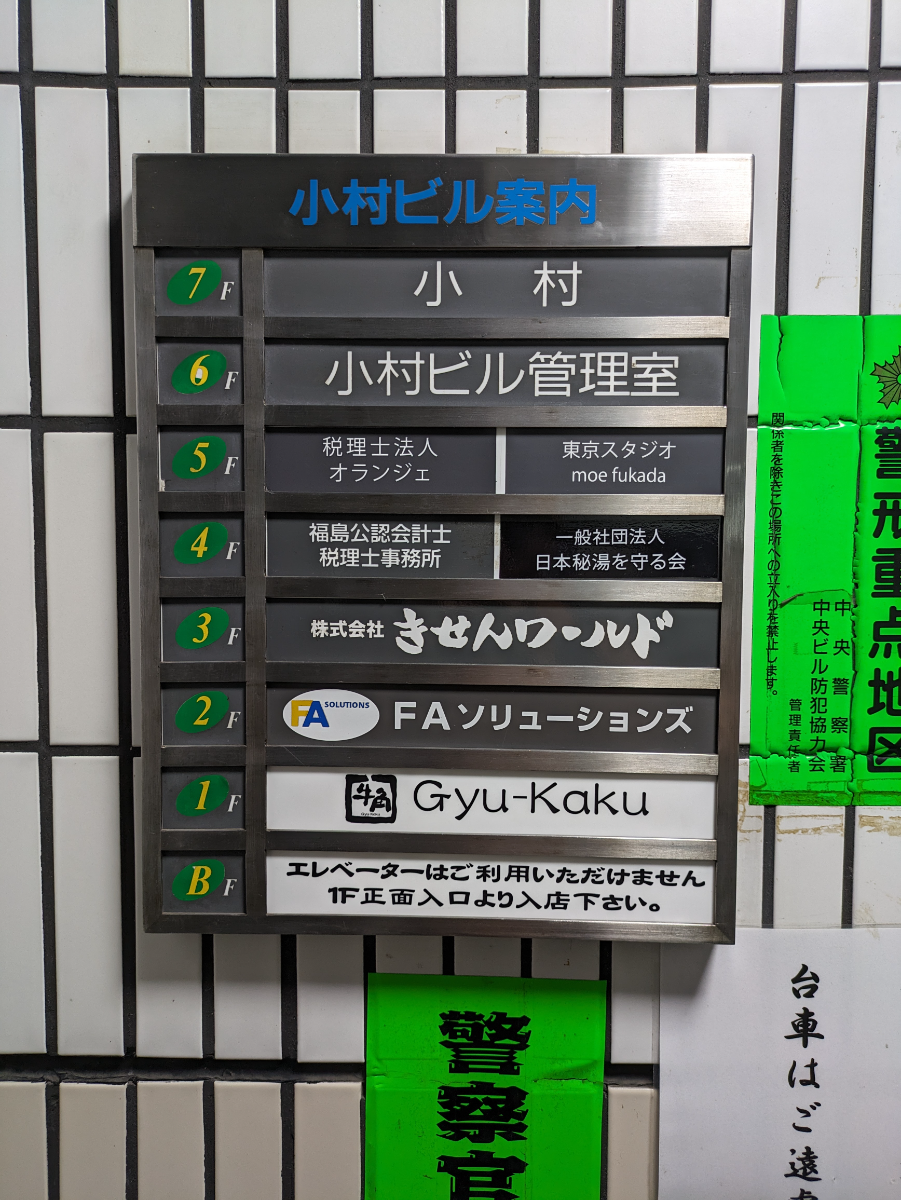 小村ビル案内
7F 小村
6F 小村ビル管理室
5F
税理士法人
オランジェ
東京スタジオ
moe fukada
4F
福島公認会計士
税理士事務所
一般社団法人
日本秘湯を守る会
3F 株式会社 きせんワールド
2F FA SOLUTIONS FAソリューションズ
1F 牛角 Gyu-Kaku Gyu-Kaku
BF
エレベーターはご利用いただけません
1F正面入口より入店下さい。
警戒重点地区
中央警察署
中央ビル防犯協力会
管理責任者
関係者を除きこの場所への立入りを禁止します。
警察官
台車はご遠